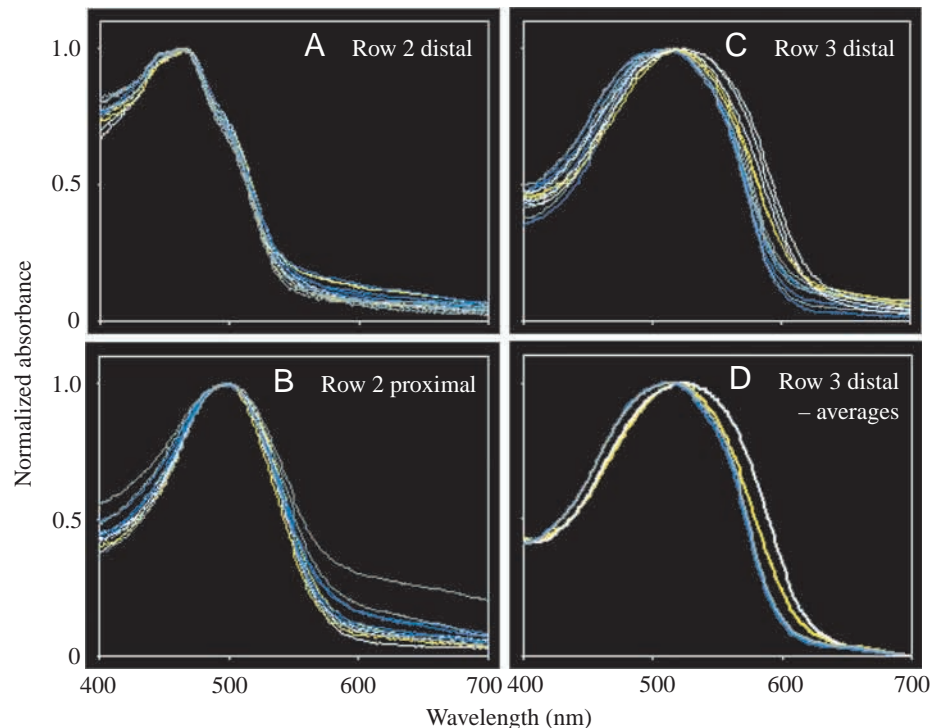 A Row 2 distal
1.0
0.5
0
C Row 3 distal
B Row 2 proximal
1.0
0.5
0
D Row 3 distal
– averages
Normalized absorbance
400 500 600 700
400 500 600 700
Wavelength (nm)